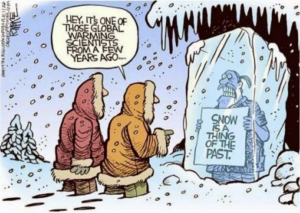 HEY, IT'S ONE OF
THOSE GLOBAL
WARMING
SCIENTISTS
FROM A FEW
YEARS AGO...
SNOW
IS A
THING
OF THE
PAST.